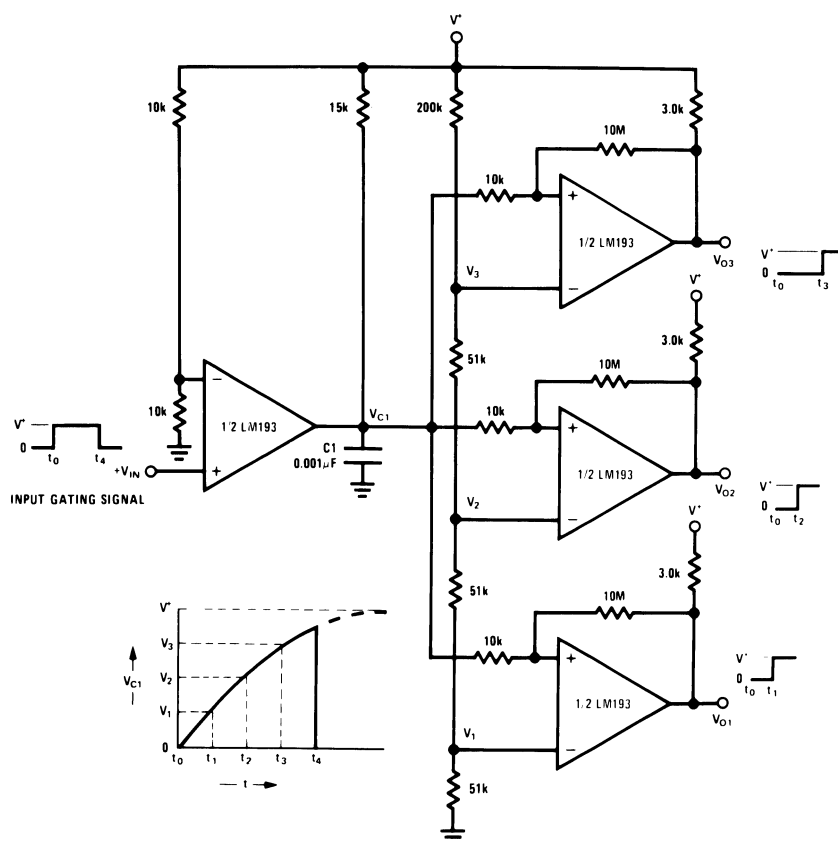 V+
10k
15k
200k
3.0k
10M
10k
+
1/2 LM193
−
VO3
V+
0
t0
t3
V3
V+
3.0k
51k
10M
10k
+
1/2 LM193
−
VO2
V+
0
t0
t2
V2
−
10k
1/2 LM193
+
VC1
C1
0.001μF
V+
0
t0
t4
+VIN
INPUT GATING SIGNAL
V+
3.0k
51k
10M
10k
+
1/2 LM193
−
VO1
V+
0
t0
t1
V1
51k
V+
V3
VC1
V2
V1
0
t0
t1
t2
t3
t4
t